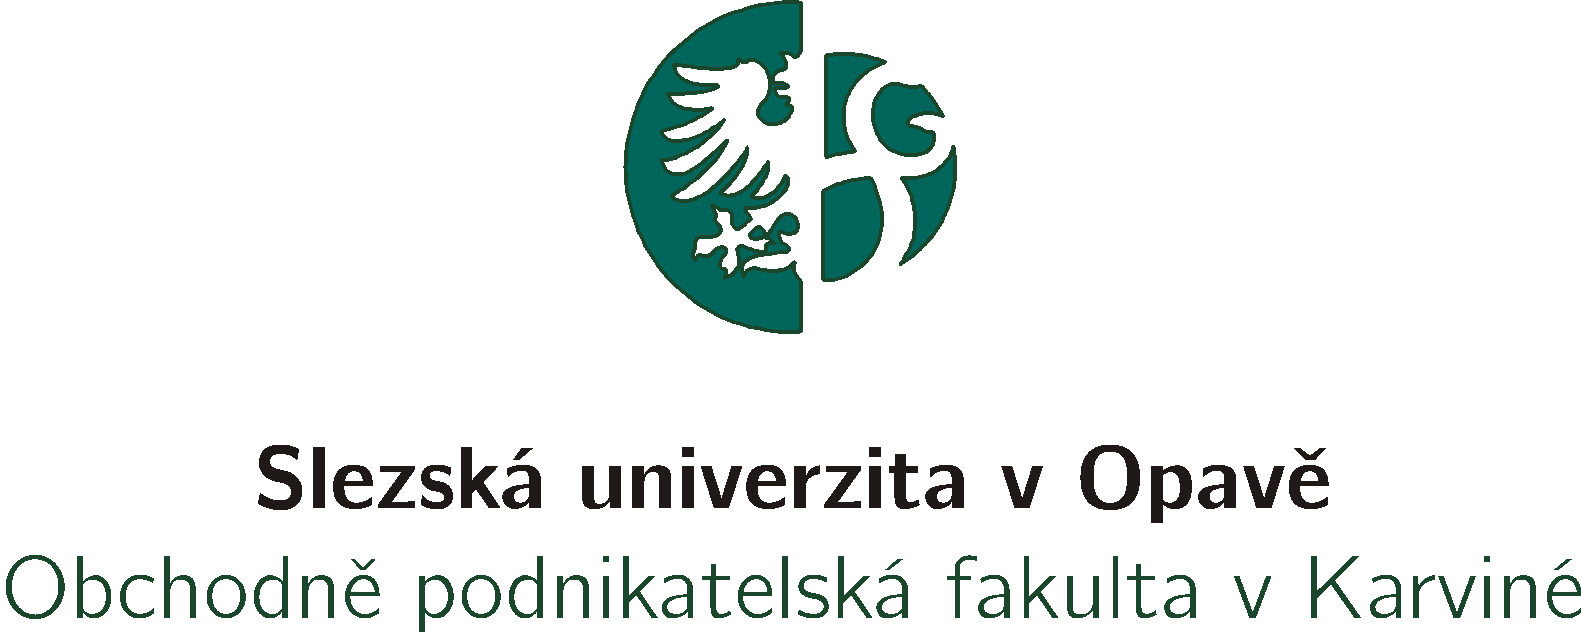 Slezská univerzita v Opavě
Obchodně podnikatelská fakulta v Karviné